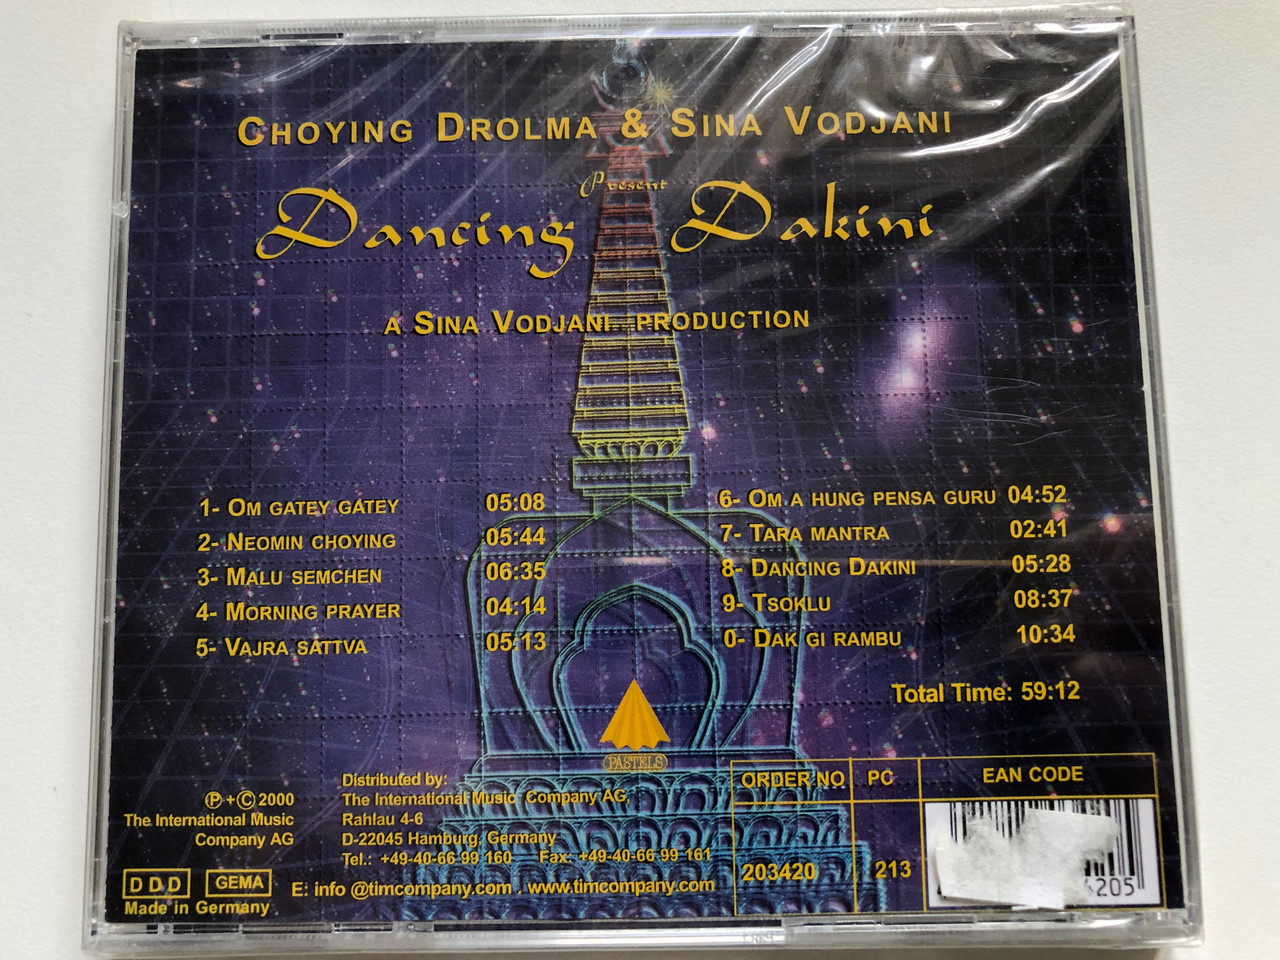 CHOYING DROLMA & SINA VODJANI
Present
Dancing Dakini
A SINA VODJANI PRODUCTION
1- OM GATEY GATEY 05:08
2- NEOMIN CHOYING 05:44
3- MALU SEMCHEN 06:35
4- MORNING PRAYER 04:14
5- VAJRA SATTVA 05:13
6- OM A HUNG PENSA GURU 04:52
7- TARA MANTRA 02:41
8- DANCING DAKINI 05:28
9- TSOKLU 08:37
0- DAK GI RAMBU 10:34
Total Time: 59:12
PASTELS
Ⓟ+© 2000
The International Music
Company AG
DDD GEMA
Made in Germany
Distributed by:
The International Music Company AG,
Rahlau 4-6
D-22045 Hamburg, Germany
Tel.: +49-40-66 99 160 Fax: +49-40-66 99 161
E: info @timcompany.com . www.timcompany.com
ORDER NO PC EAN CODE
203420 213
205